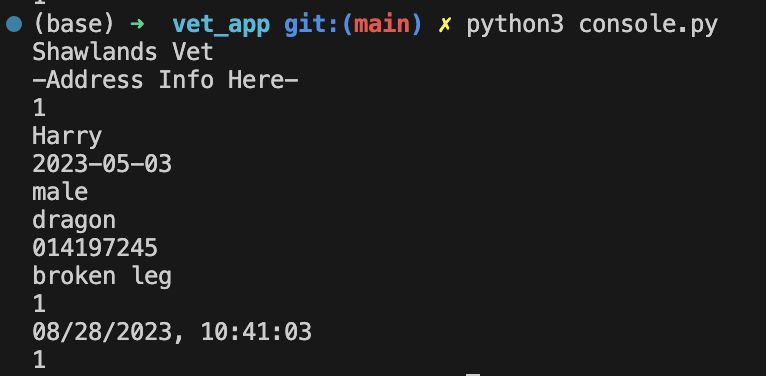 1
(base) ➜ vet_app git:(main) ✗ python3 console.py
Shawlands Vet
-Address Info Here-
1
Harry
2023-05-03
male
dragon
014197245
broken leg
1
08/28/2023, 10:41:03
1